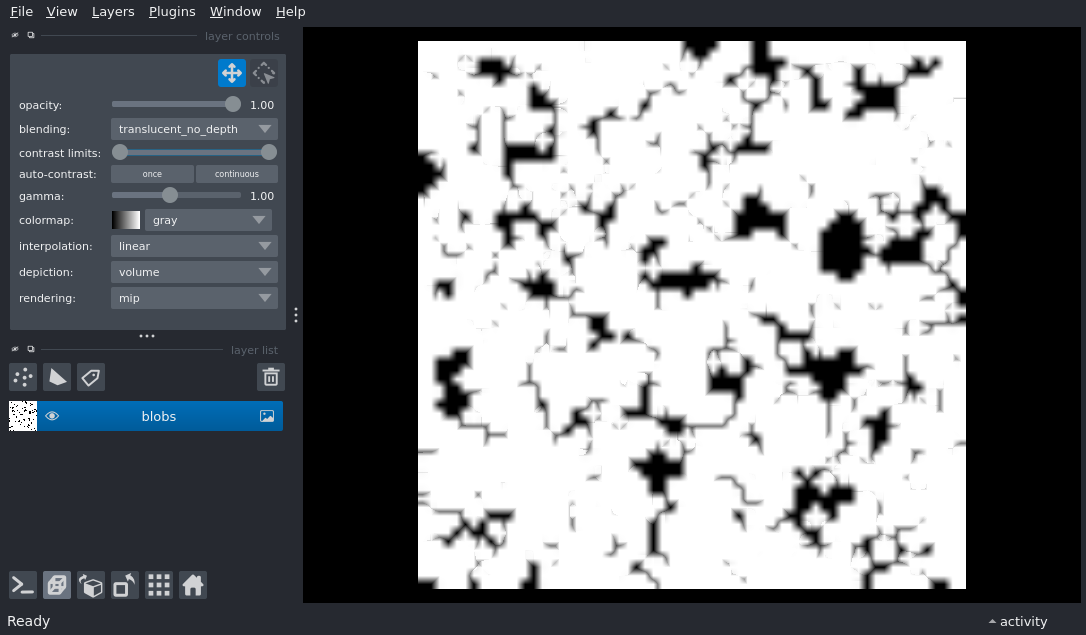 File View Layers Plugins Window Help
layer controls
opacity: 1.00
blending: translucent_no_depth
contrast limits:
auto-contrast: once continuous
gamma: 1.00
colormap: gray
interpolation: linear
depiction: volume
rendering: mip
layer list
blobs
Ready activity